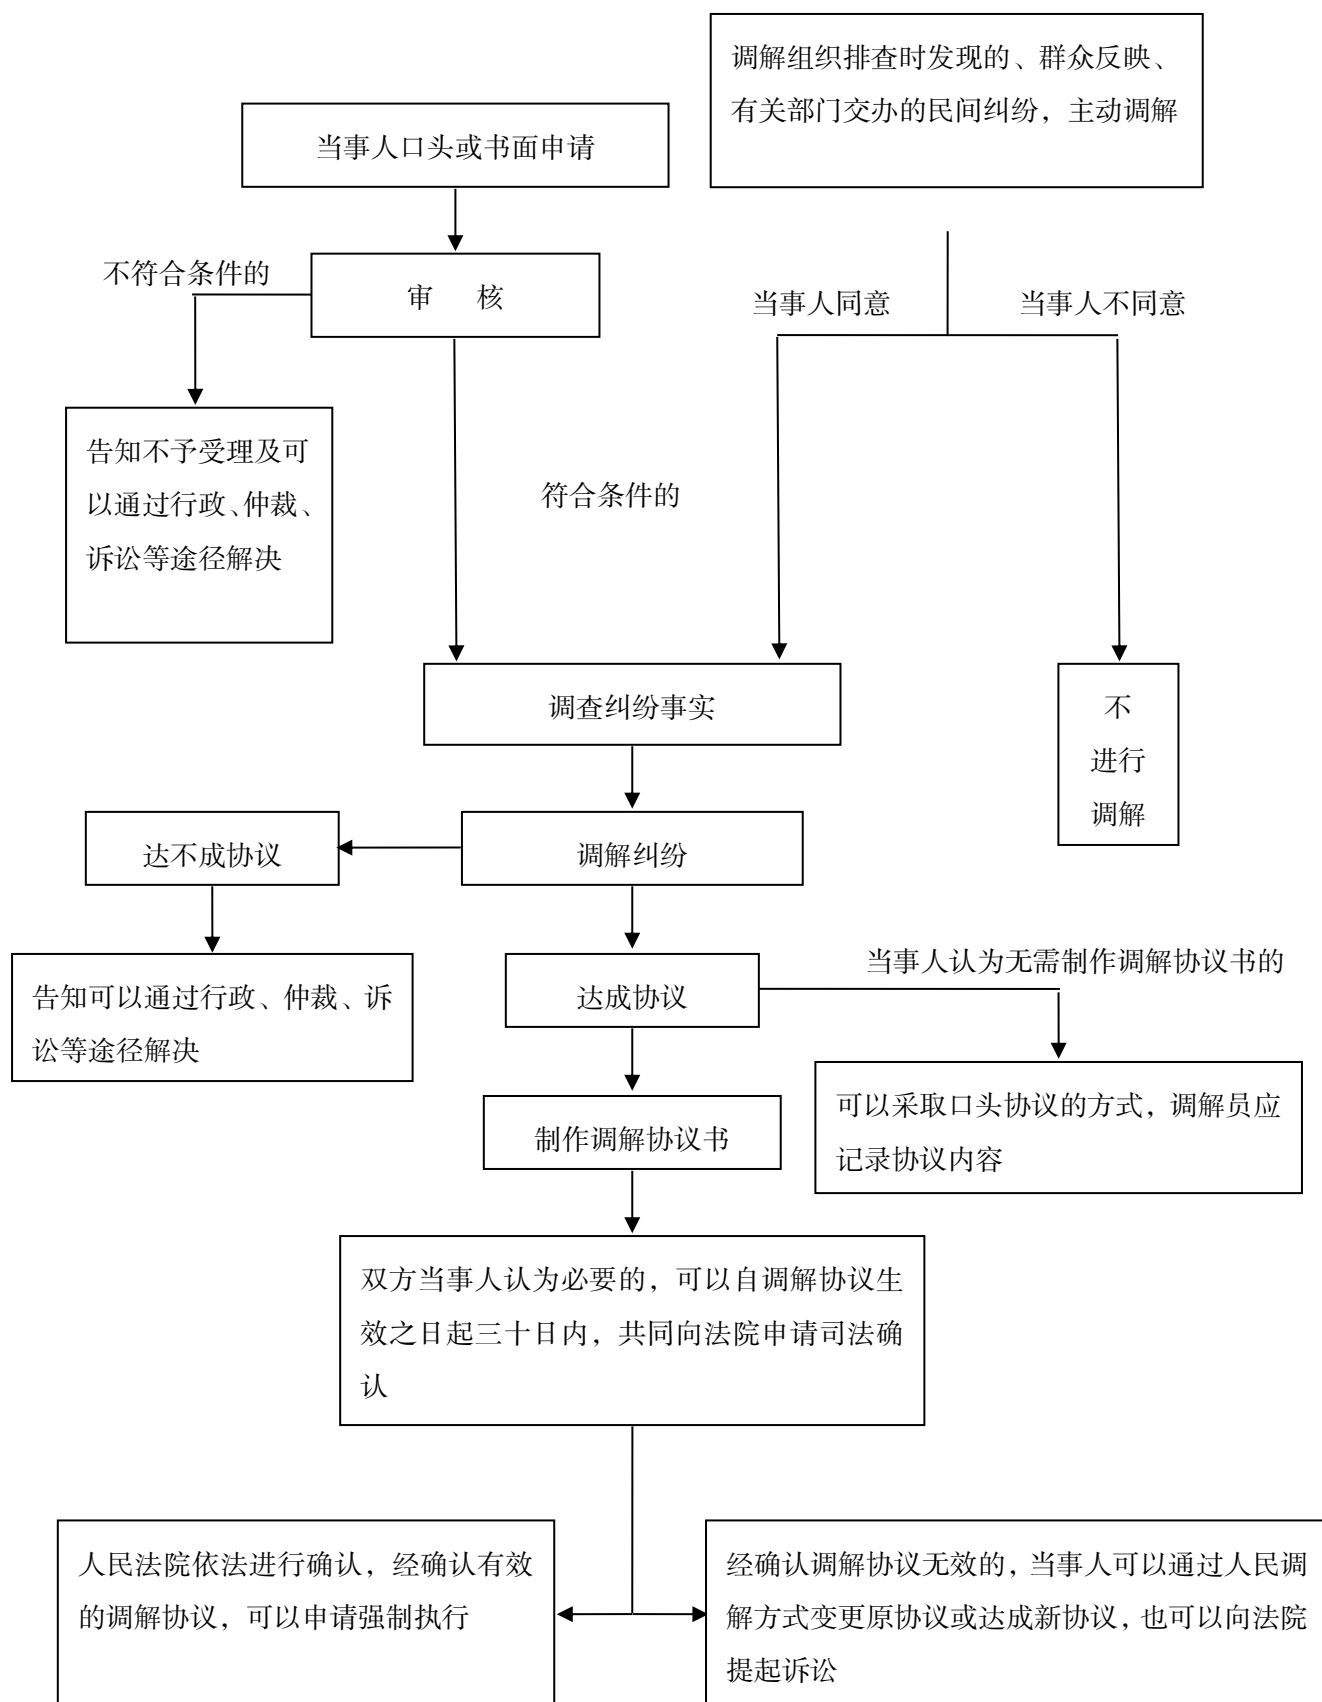 调解组织排查时发现的、群众反映、
有关部门交办的民间纠纷，主动调解
当事人口头或书面申请
不符合条件的
审 核
当事人同意
当事人不同意
告知不予受理及可
以通过行政、仲裁、
诉讼等途径解决
符合条件的
调查纠纷事实
不
进行
调解
达不成协议
调解纠纷
告知可以通过行政、仲裁、诉
讼等途径解决
达成协议
当事人认为无需制作调解协议书的
可以采取口头协议的方式，调解员应
记录协议内容
制作调解协议书
双方当事人认为必要的，可以自调解协议生
效之日起三十日内，共同向法院申请司法确
认
人民法院依法进行确认，经确认有效
的调解协议，可以申请强制执行
经确认调解协议无效的，当事人可以通过人民调
解方式变更原协议或达成新协议，也可以向法院
提起诉讼